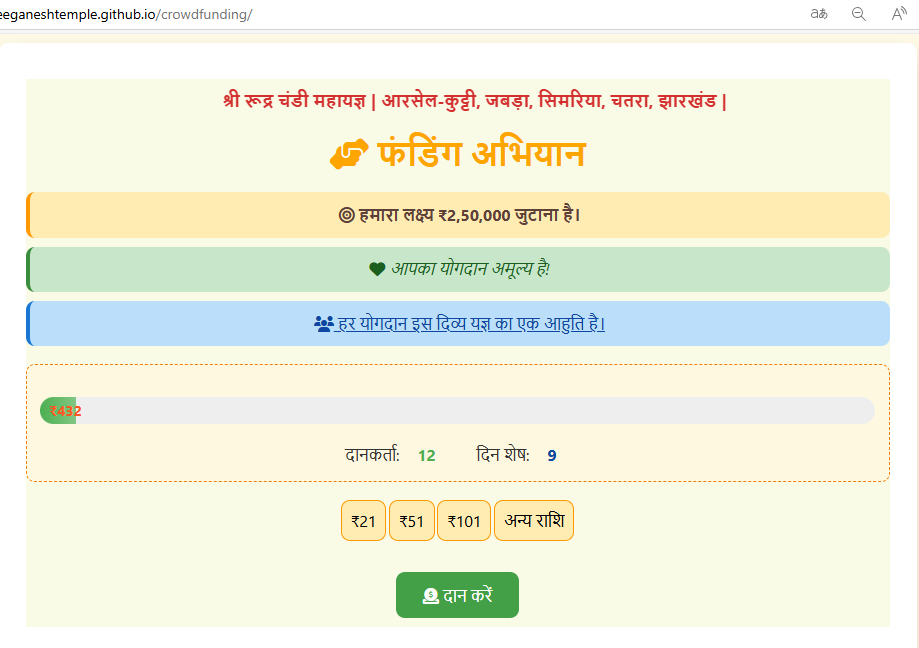 eeganeshtemple.github.io/crowdfunding/
श्री रूद्र चंडी महायज्ञ | आरसेल-कुट्टी, जबड़ा, सिमरिया, चतरा, झारखंड |
फंडिंग अभियान
हमारा लक्ष्य ₹2,50,000 जुटाना है।
आपका योगदान अमूल्य है!
हर योगदान इस दिव्य यज्ञ का एक आहुति है।
₹432
दानकर्ता: 12 दिन शेष: 9
₹21 ₹51 ₹101 अन्य राशि
दान करें